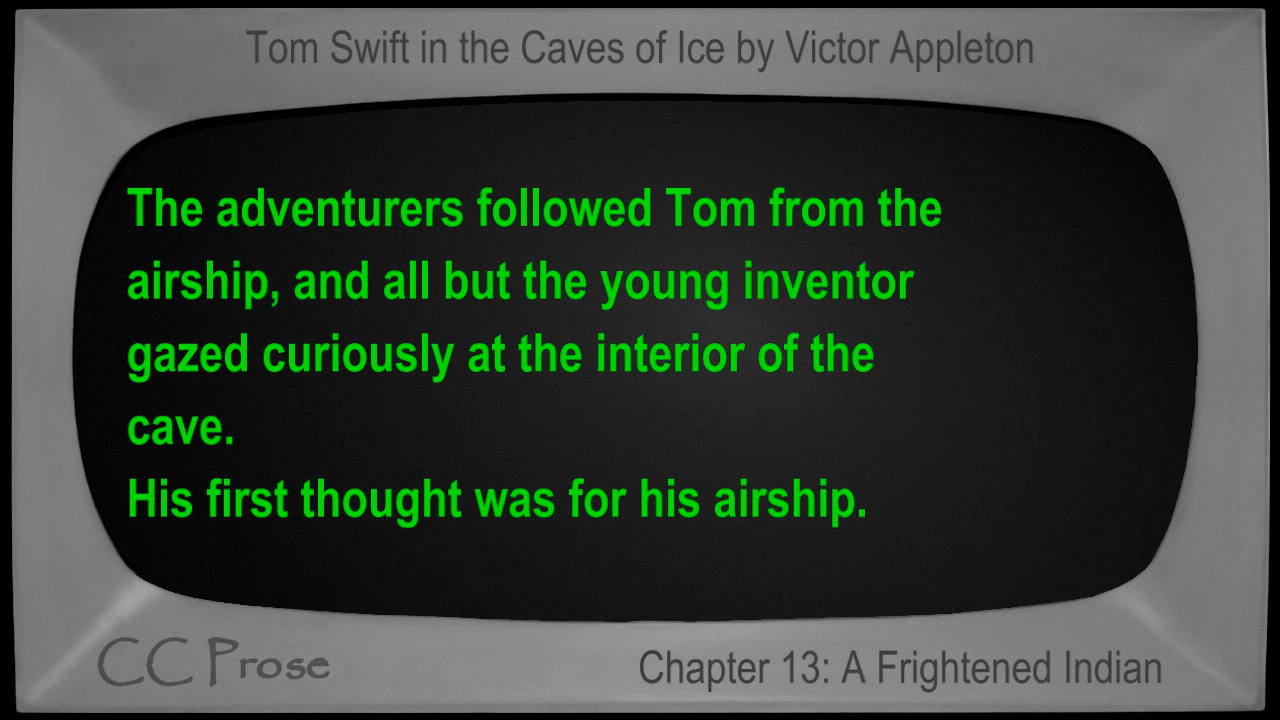 Tom Swift in the Caves of Ice by Victor Appleton
The adventurers followed Tom from the
airship, and all but the young inventor
gazed curiously at the interior of the
cave.
His first thought was for his airship.
CC Prose
Chapter 13: A Frightened Indian